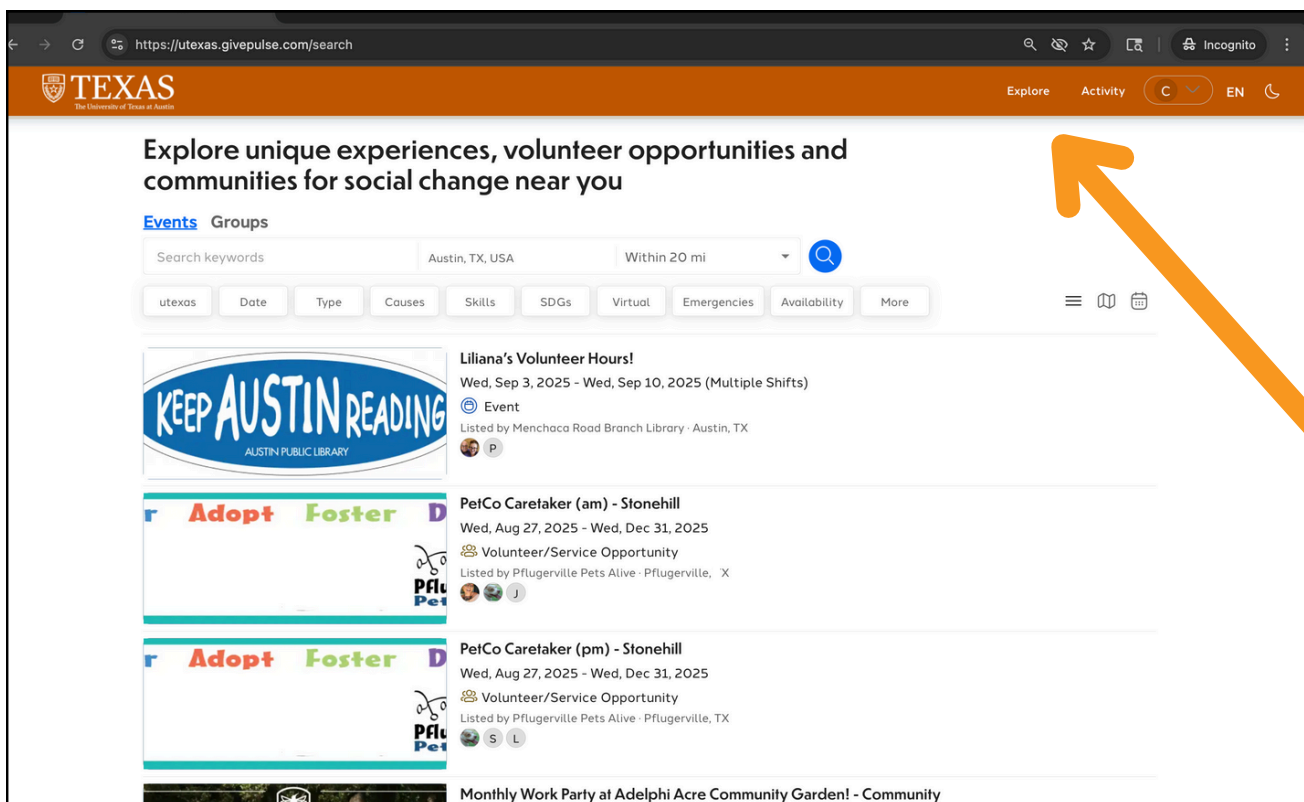 https://utexas.givepulse.com/search
Incognito
TEXAS
The University of Texas at Austin
Explore
Activity
C
EN
Explore unique experiences, volunteer opportunities and
communities for social change near you
Events Groups
Search keywords
Austin, TX, USA
Within 20 mi
utexas
Date
Type
Causes
Skills
SDGs
Virtual
Emergencies
Availability
More
KEEP AUSTIN READING
AUSTIN PUBLIC LIBRARY
Liliana's Volunteer Hours!
Wed, Sep 3, 2025 - Wed, Sep 10, 2025 (Multiple Shifts)
Event
Listed by Menchaca Road Branch Library · Austin, TX
P
r Adopt Foster D
Pflu
Pet
PetCo Caretaker (am) - Stonehill
Wed, Aug 27, 2025 - Wed, Dec 31, 2025
Volunteer/Service Opportunity
Listed by Pflugerville Pets Alive · Pflugerville, X
J
r Adopt Foster D
Pflu
Pet
PetCo Caretaker (pm) - Stonehill
Wed, Aug 27, 2025 - Wed, Dec 31, 2025
Volunteer/Service Opportunity
Listed by Pflugerville Pets Alive · Pflugerville, TX
S L
Monthly Work Party at Adelphi Acre Community Garden! - Community